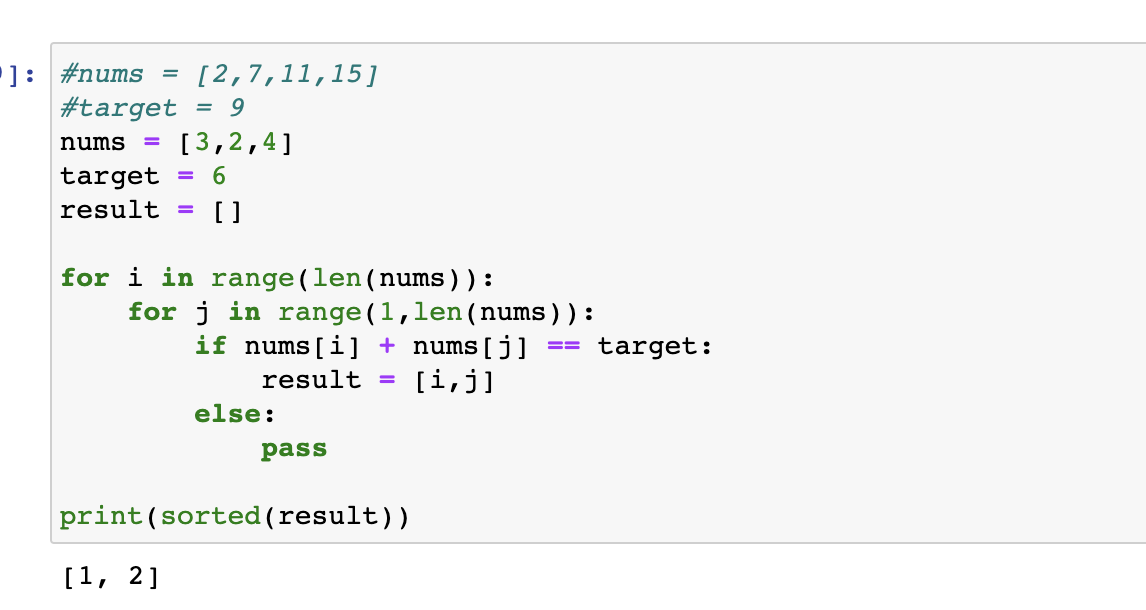 ]:
#nums = [2,7,11,15]
#target = 9
nums = [3,2,4]
target = 6
result = []
for i in range(len(nums)):
    for j in range(1,len(nums)):
        if nums[i] + nums[j] == target:
            result = [i,j]
        else:
            pass
print(sorted(result))
[1, 2]